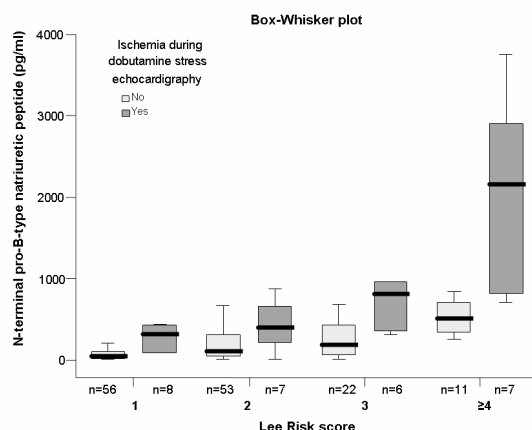 Box-Whisker plot
N-terminal pro-B-type natriuretic peptide (pg/ml)
Ischemia during
dobutamine stress
echocardiography
No
Yes
4000
3000
2000
1000
0
n=56 n=8 n=53 n=7 n=22 n=6 n=11 n=7
1 2 3 ≥4
Lee Risk score